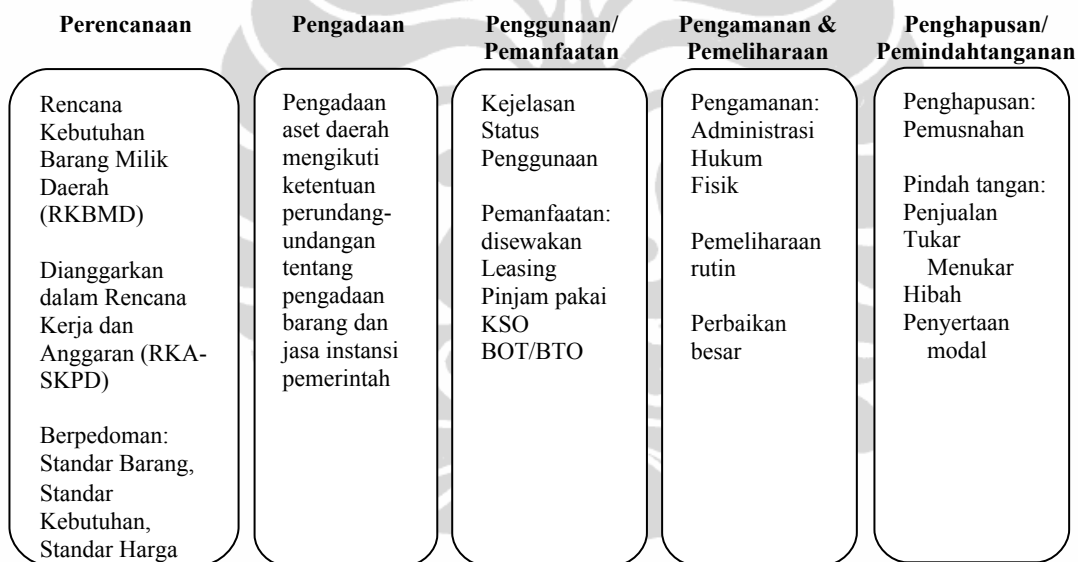 Perencanaan
Rencana
Kebutuhan
Barang Milik
Daerah
(RKBMD)
Dianggarkan
dalam Rencana
Kerja dan
Anggaran (RKA-
SKPD)
Berpedoman:
Standar Barang,
Standar
Kebutuhan,
Standar Harga
Pengadaan
Pengadaan
aset daerah
mengikuti
ketentuan
perundang-
undangan
tentang
pengadaan
barang dan
jasa instansi
pemerintah
Penggunaan/
Pemanfaatan
Kejelasan
Status
Penggunaan
Pemanfaatan:
disewakan
Leasing
Pinjam pakai
KSO
BOT/BTO
Pengamanan &
Pemeliharaan
Pengamanan:
Administrasi
Hukum
Fisik
Pemeliharaan
rutin
Perbaikan
besar
Penghapusan/
Pemindahtanganan
Penghapusan:
Pemusnahan
Pindah tangan:
Penjualan
Tukar
Menukar
Hibah
Penyertaan
modal